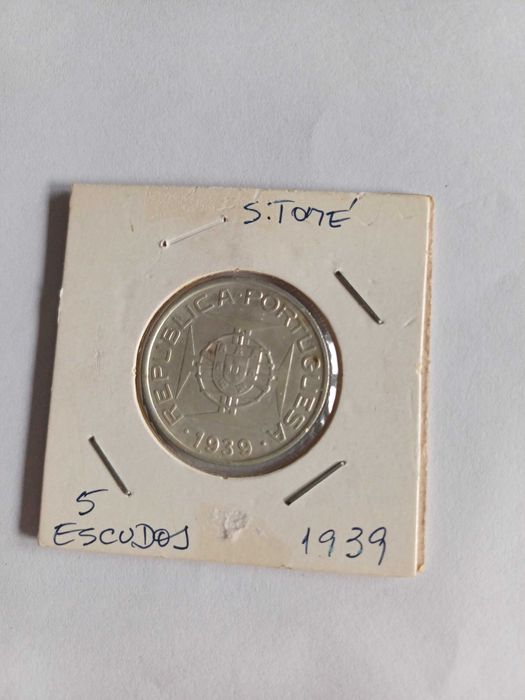 S.TOMÉ
REPUBLICA·PORTUGUESA
·1939·
5
ESCUDOS
1939